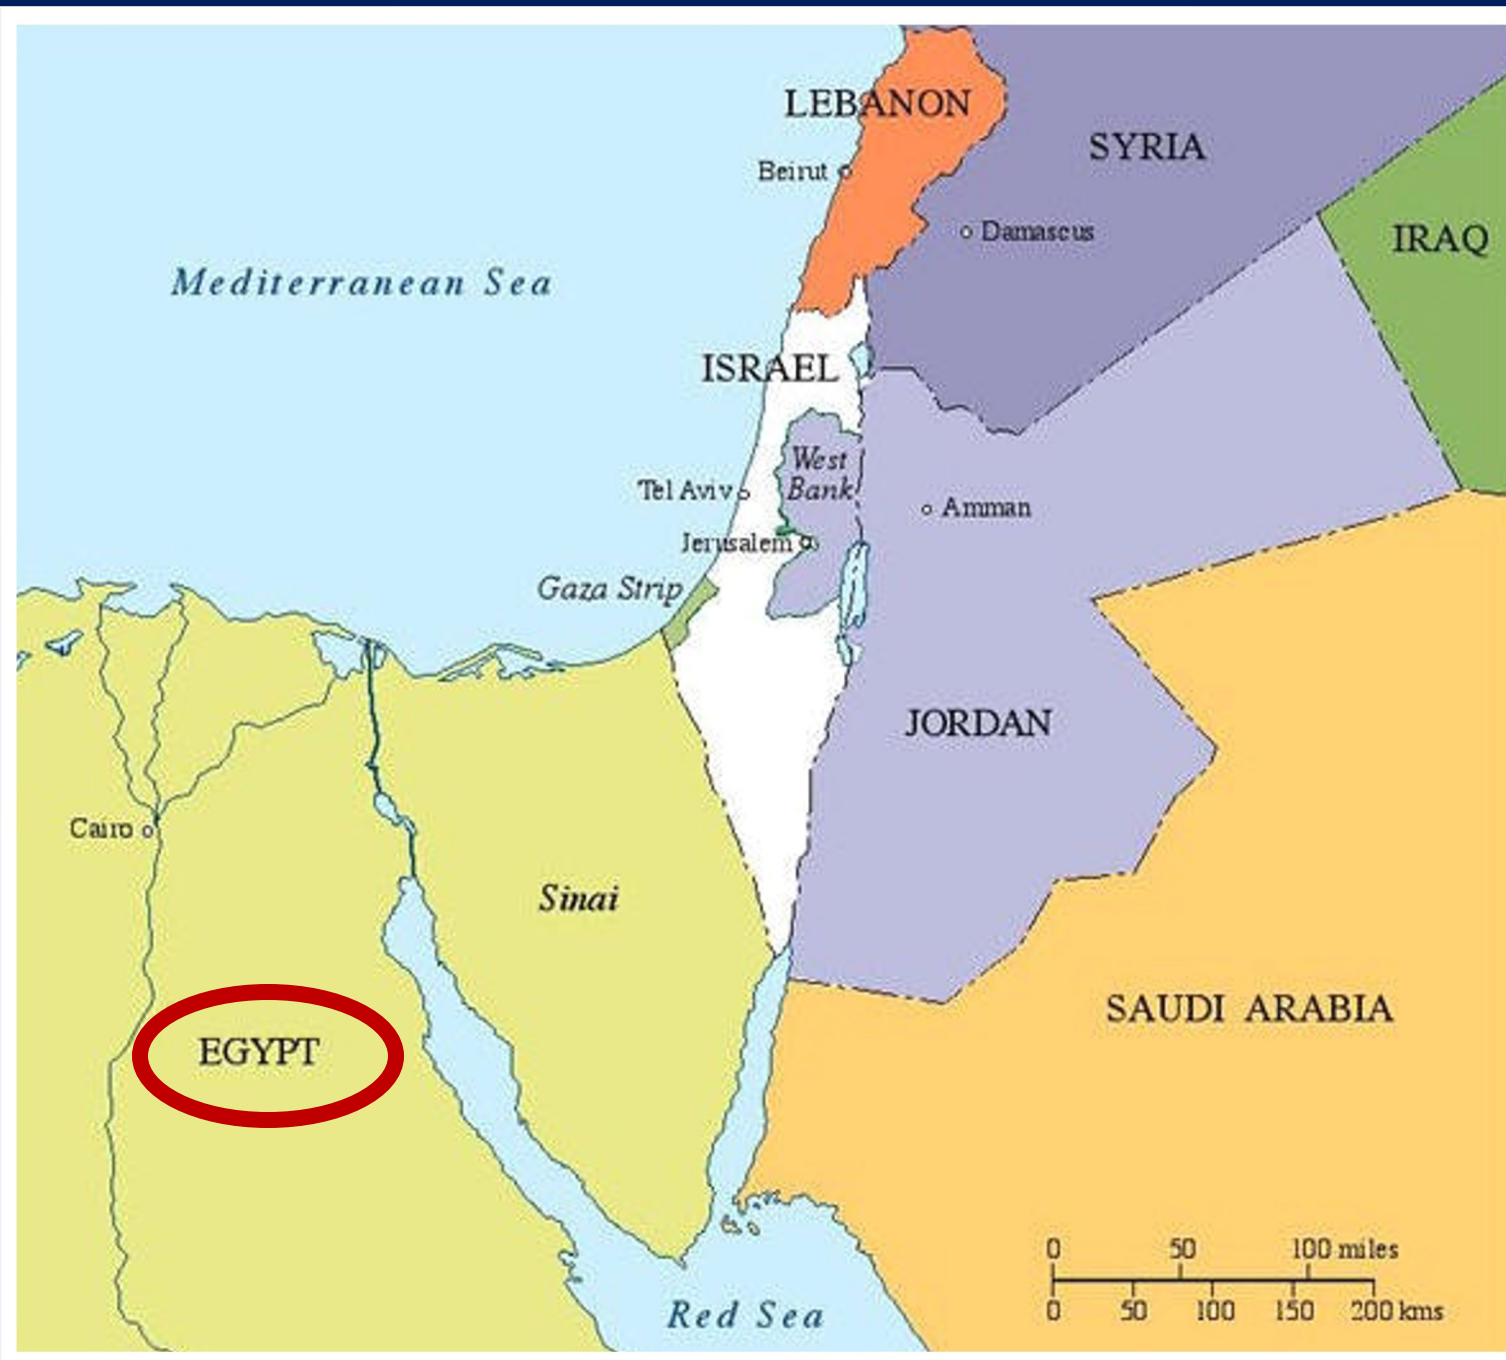 LEBANON
SYRIA
Beirut
Damascus
IRAQ
Mediterranean Sea
ISRAEL
West
Bank
Tel Aviv
Amman
Jerusalem
Gaza Strip
JORDAN
Cairo
Sinai
SAUDI ARABIA
EGYPT
0 50 100 miles
0 50 100 150 200 kms
Red Sea